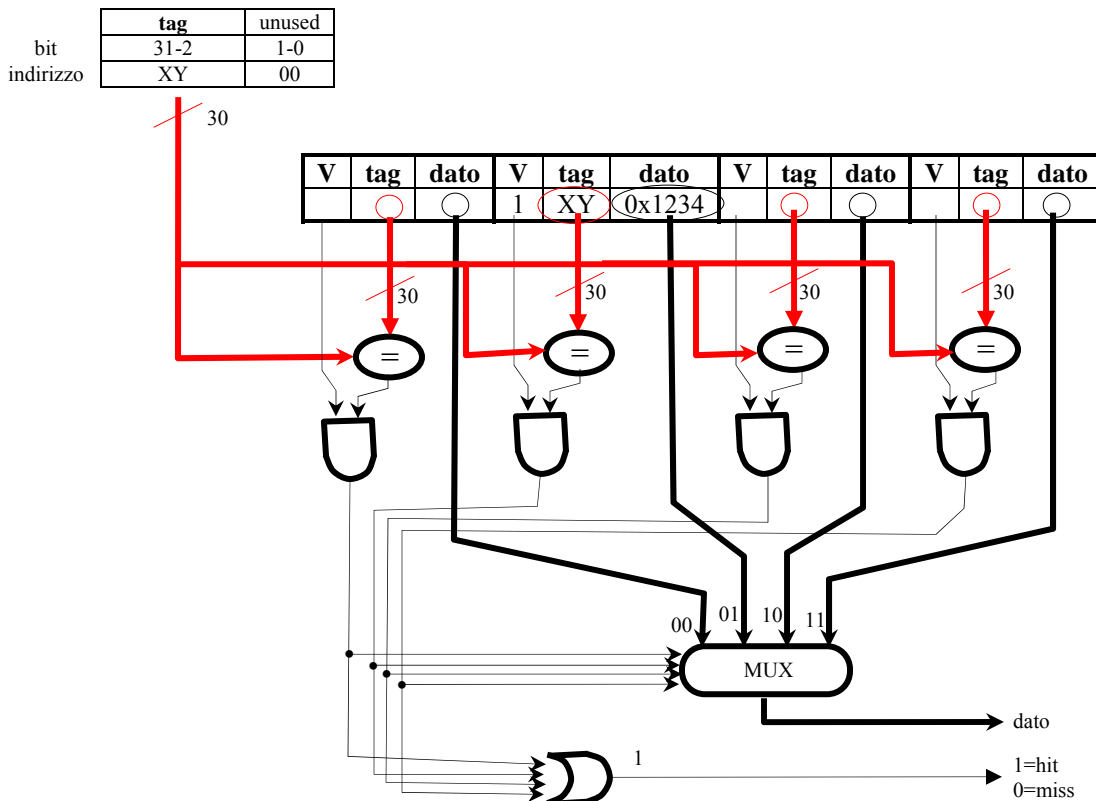 tag unused
bit 31-2 1-0
indirizzo XY 00
30
V tag dato V tag dato V tag dato V tag dato
1 XY 0x1234
30 30 30 30
= = = =
00 01 10 11
MUX
dato
1 1=hit
0=miss